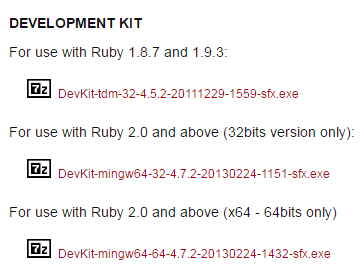 DEVELOPMENT KIT
For use with Ruby 1.8.7 and 1.9.3:
7z DevKit-tdm-32-4.5.2-20111229-1559-sfx.exe
For use with Ruby 2.0 and above (32bits version only):
7z DevKit-mingw64-32-4.7.2-20130224-1151-sfx.exe
For use with Ruby 2.0 and above (x64 - 64bits only)
7z DevKit-mingw64-64-4.7.2-20130224-1432-sfx.exe